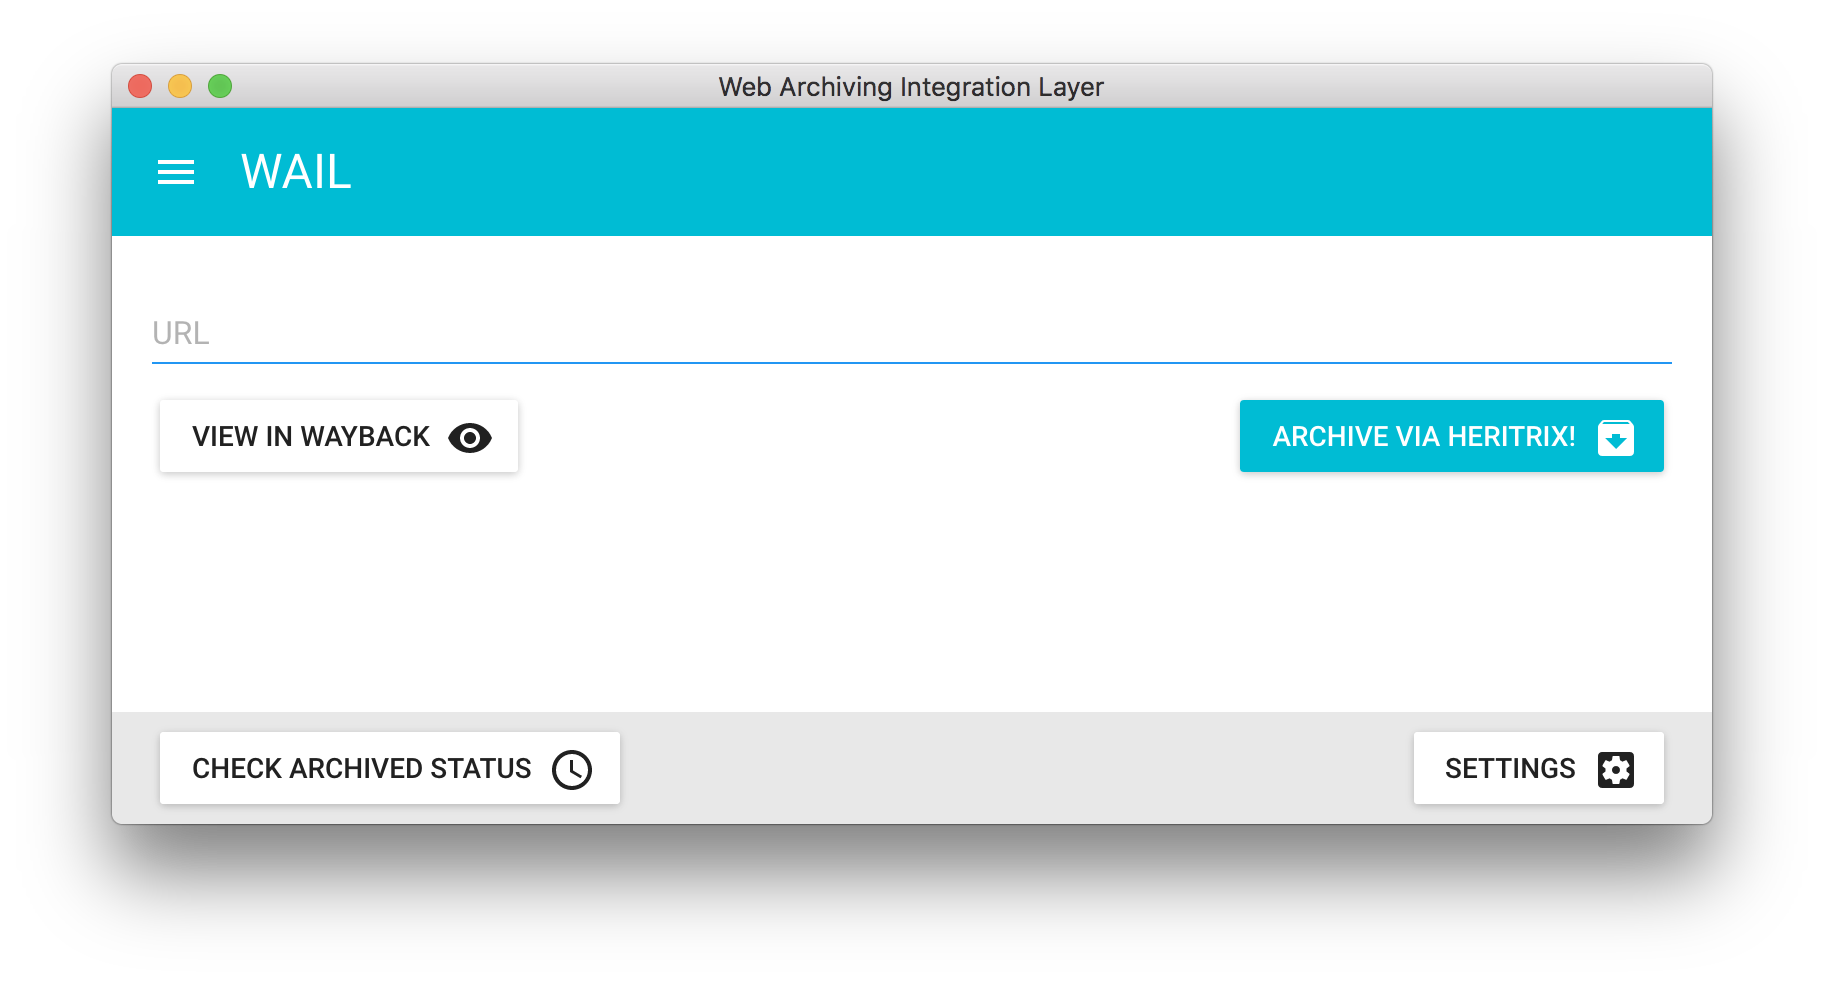 Web Archiving Integration Layer
WAIL
URL
VIEW IN WAYBACK
ARCHIVE VIA HERITRIX!
CHECK ARCHIVED STATUS
SETTINGS